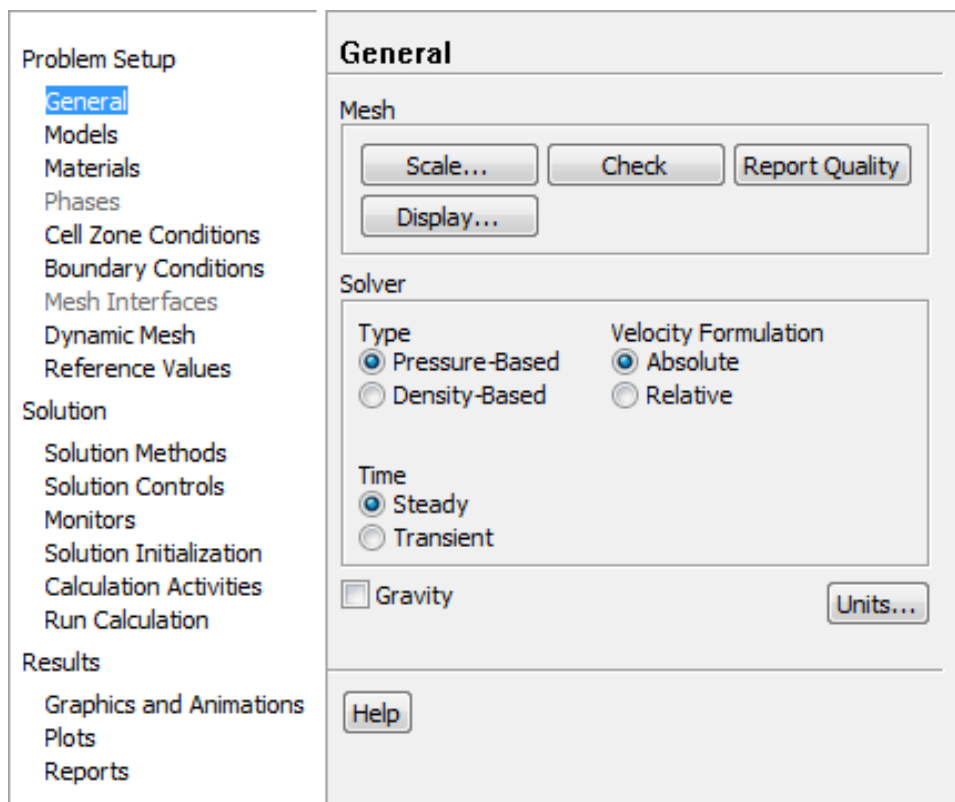 Problem Setup
General
Models
Materials
Phases
Cell Zone Conditions
Boundary Conditions
Mesh Interfaces
Dynamic Mesh
Reference Values
Solution
Solution Methods
Solution Controls
Monitors
Solution Initialization
Calculation Activities
Run Calculation
Results
Graphics and Animations
Plots
Reports
General
Mesh
Scale... Check Report Quality
Display...
Solver
Type Velocity Formulation
Pressure-Based Absolute
Density-Based Relative
Time
Steady
Transient
Gravity Units...
Help